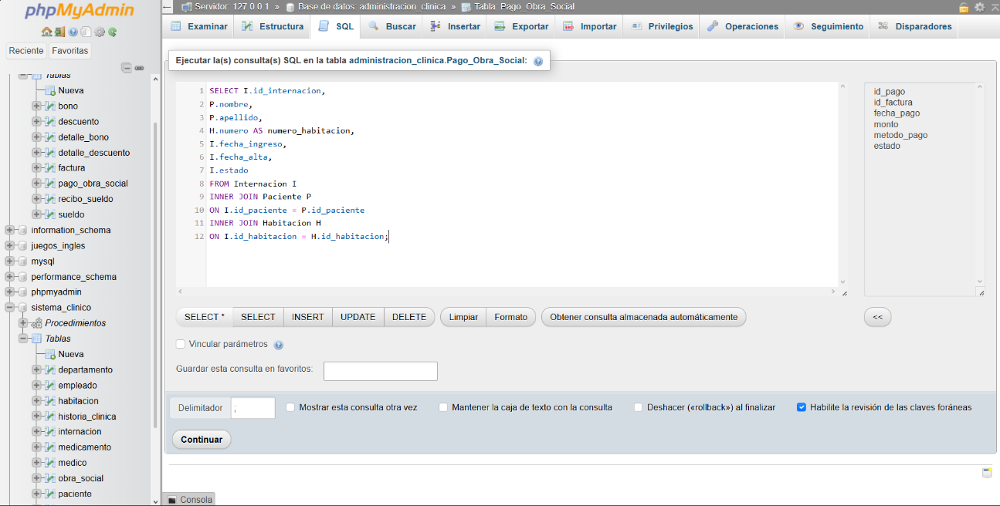 phpMyAdmin
Reciente Favoritas
Tablas
Nueva
bono
descuento
detalle_bono
detalle_descuento
factura
pago_obra_social
recibo_sueldo
sueldo
information_schema
juegos_ingles
mysql
performance_schema
phpmyadmin
sistema_clinico
Procedimientos
Tablas
Nueva
departamento
empleado
habitacion
historia_clinica
internacion
medicamento
medico
obra_social
paciente
Servidor: 127.0.0.1 » Base de datos: administracion_clinica » Tabla: Pago_Obra_Social
Examinar Estructura SQL Buscar Insertar Exportar Importar Privilegios Operaciones Seguimiento Disparadores
Ejecutar la(s) consulta(s) SQL en la tabla administracion_clinica.Pago_Obra_Social:
1 SELECT I.id_internacion,
2 P.nombre,
3 P.apellido,
4 H.numero AS numero_habitacion,
5 I.fecha_ingreso,
6 I.fecha_alta,
7 I.estado
8 FROM Internacion I
9 INNER JOIN Paciente P
10 ON I.id_paciente = P.id_paciente
11 INNER JOIN Habitacion H
12 ON I.id_habitacion = H.id_habitacion;
id_pago
id_factura
fecha_pago
monto
metodo_pago
estado
SELECT * SELECT INSERT UPDATE DELETE Limpiar Formato Obtener consulta almacenada automáticamente <<
Vincular parámetros
Guardar esta consulta en favoritos:
Delimitador ; Mostrar esta consulta otra vez Mantener la caja de texto con la consulta Deshacer («rollback») al finalizar Habilite la revisión de las claves foráneas
Continuar
Consola